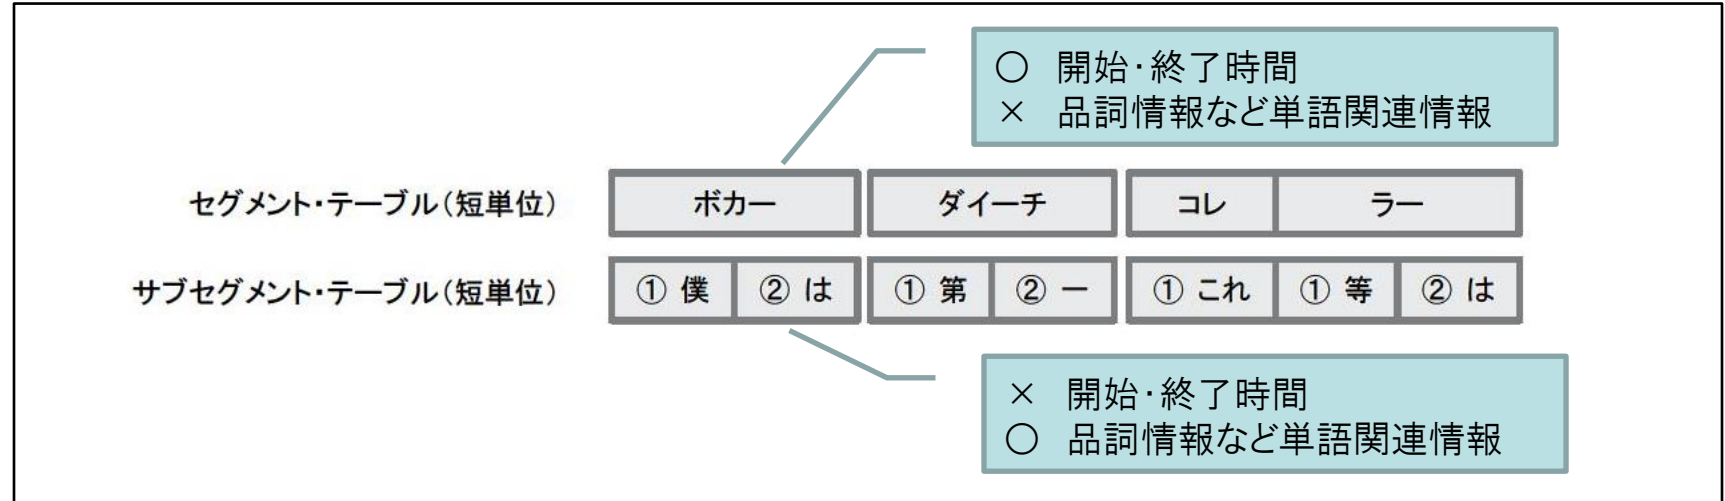 ○ 開始・終了時間
× 品詞情報など単語関連情報
セグメント・テーブル(短単位) ボカー ダイーチ コレ ラー
サブセグメント・テーブル(短単位) ① 僕 ② は ① 第 ② 一 ① これ ① 等 ② は
× 開始・終了時間
○ 品詞情報など単語関連情報